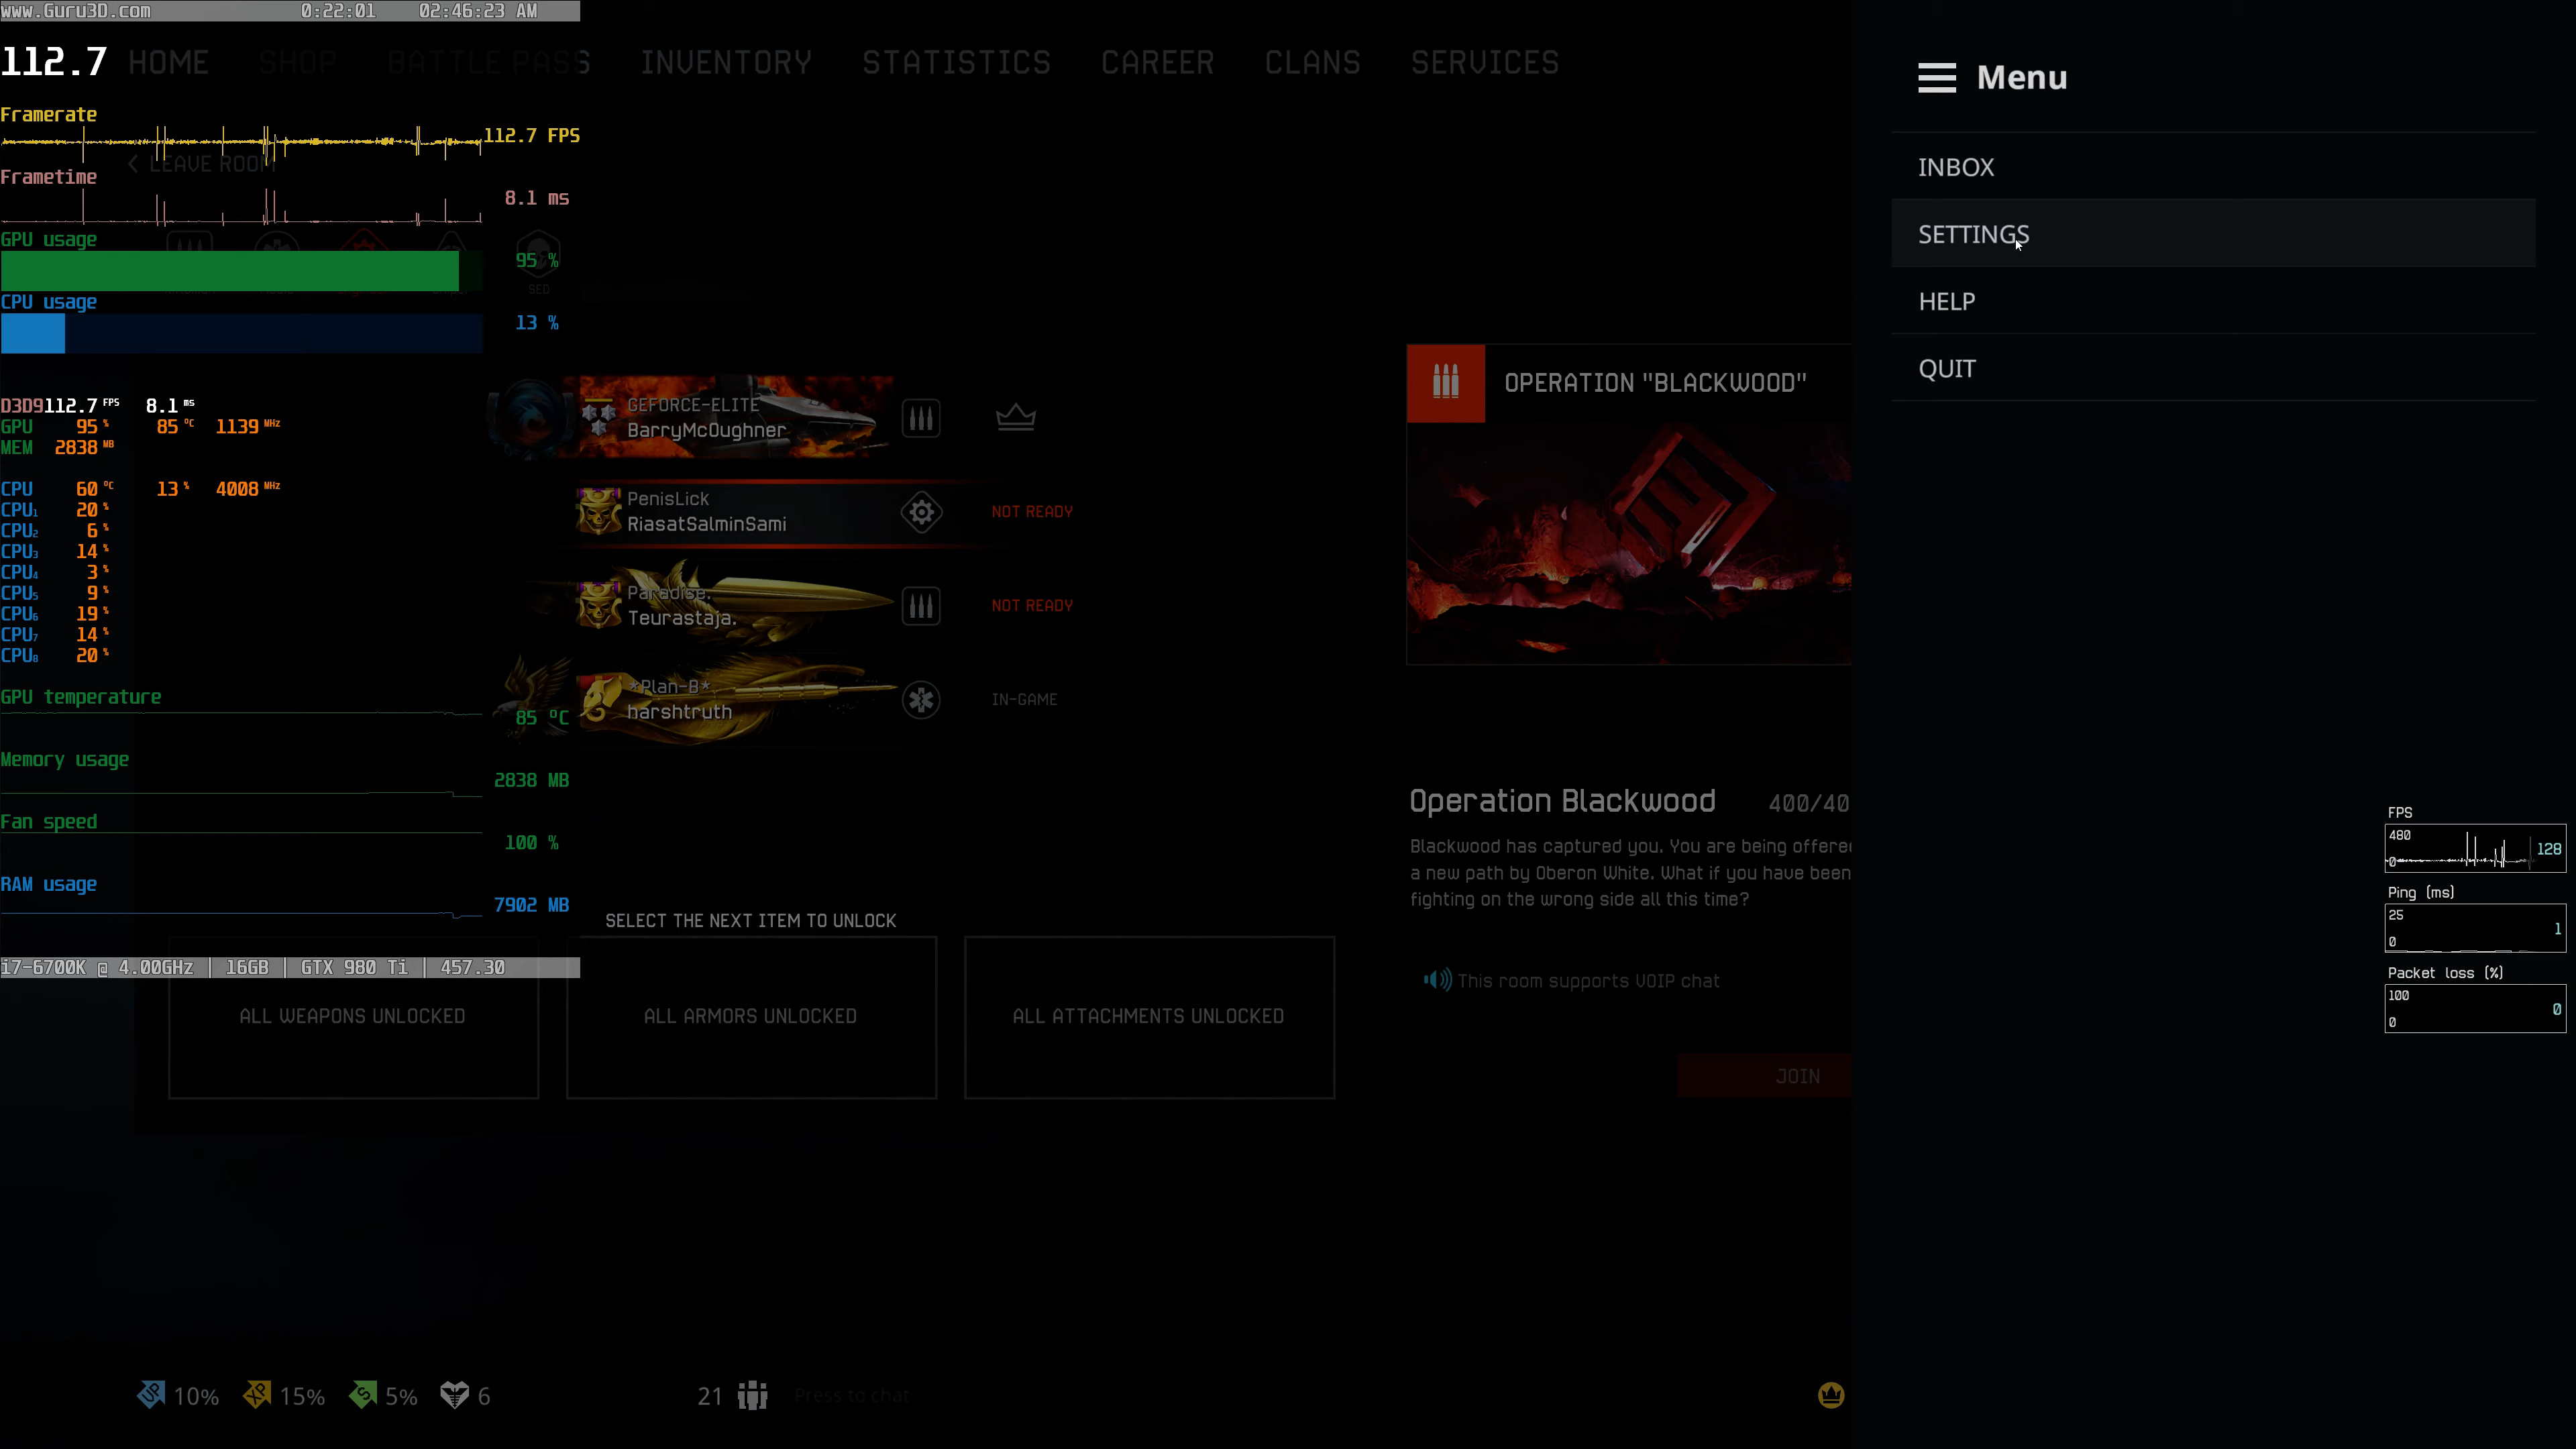 www.Guru3D.com 0:22:01 02:46:23 AM
112.7
HOME SHOP BATTLE PASS INVENTORY STATISTICS CAREER CLANS SERVICES
Framerate
112.7 FPS
LEAVE ROOM
Frametime
8.1 ms
GPU usage
95 %
SED
CPU usage
13 %
D3D9 112.7 FPS 8.1 ms
GPU 95 % 85 °C 1139 MHz
MEM 2838 MB
CPU 60 °C 13 % 4008 MHz
CPU1 20 %
CPU2 6 %
CPU3 14 %
CPU4 3 %
CPU5 9 %
CPU6 19 %
CPU7 14 %
CPU8 20 %
GPU temperature
85 °C
Memory usage
2838 MB
Fan speed
100 %
RAM usage
7902 MB
i7-6700K @ 4.00GHz | 16GB | GTX 980 Ti | 457.30
GEFORCE-ELITE
BarryMcOughner
PenisLick
RiasatSalminSami
NOT READY
Paradise.
Teurastaja.
NOT READY
*Plan-B*
harshtruth
IN-GAME
SELECT THE NEXT ITEM TO UNLOCK
ALL WEAPONS UNLOCKED
ALL ARMORS UNLOCKED
ALL ATTACHMENTS UNLOCKED
OPERATION "BLACKWOOD"
Operation Blackwood 400/40
Blackwood has captured you. You are being offere
a new path by Oberon White. What if you have been
fighting on the wrong side all this time?
This room supports VOIP chat
JOIN
UP 10% XP 15% S 5% 6
21 Press to chat
Menu
INBOX
SETTINGS
HELP
QUIT
FPS
480
0
128
Ping (ms)
25
0
1
Packet loss (%)
100
0
0